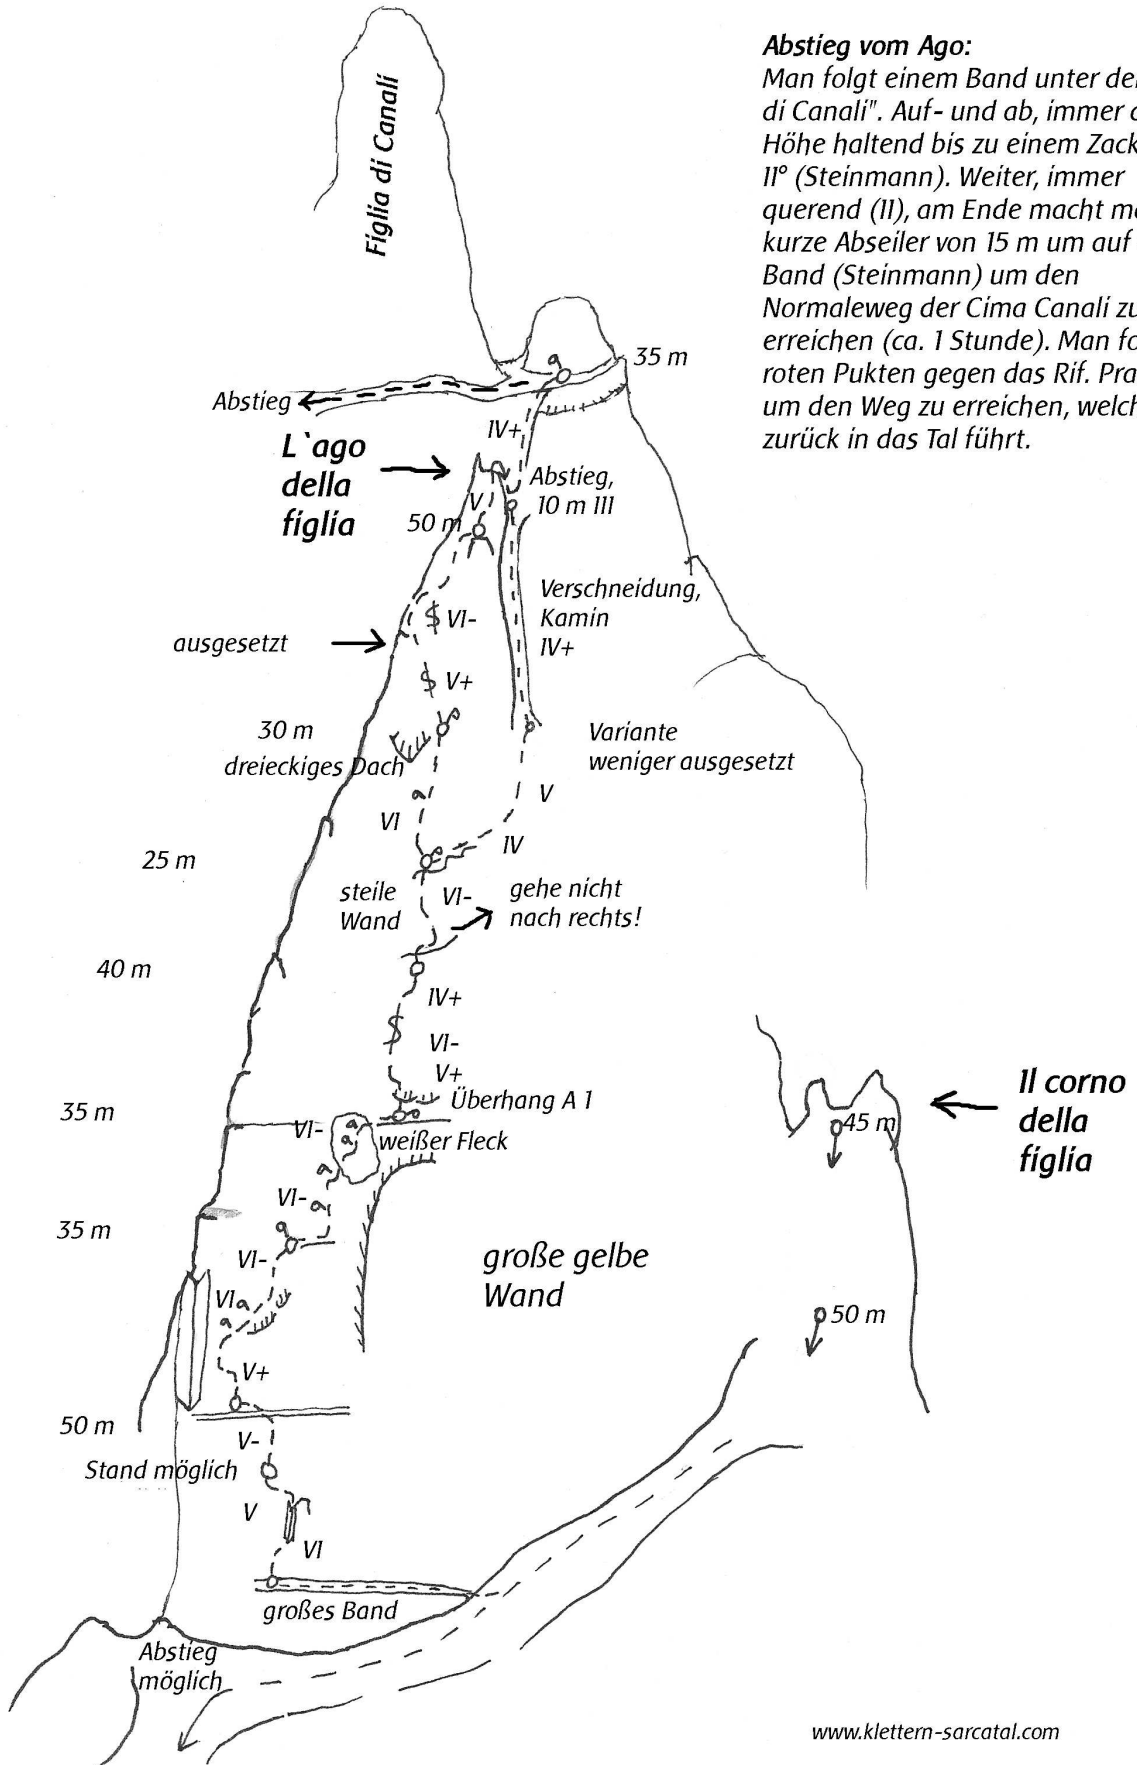 Abstieg vom Ago:
Man folgt einem Band unter der
di Canali". Auf- und ab, immer d
Höhe haltend bis zu einem Zack
II° (Steinmann). Weiter, immer
querend (II), am Ende macht ma
kurze Abseiler von 15 m um auf
Band (Steinmann) um den
Normaleweg der Cima Canali zu
erreichen (ca. 1 Stunde). Man fo
roten Pukten gegen das Rif. Pra
um den Weg zu erreichen, welch
zurück in das Tal führt.
Figlia di Canali
35 m
Abstieg
IV+
L`ago
della
figlia
Abstieg,
10 m III
V
50 m
Verschneidung,
Kamin
IV+
VI-
ausgesetzt
V+
30 m
dreieckiges Dach
Variante
weniger ausgesetzt
V
VI
IV
25 m
steile
Wand
VI-
gehe nicht
nach rechts!
40 m
IV+
VI-
V+
Überhang A 1
35 m
VI-
weißer Fleck
Il corno
della
figlia
45 m
VI-
35 m
VI-
große gelbe
Wand
VI
50 m
V+
50 m
V-
Stand möglich
V
VI
großes Band
Abstieg
möglich
www.klettern-sarcatal.com